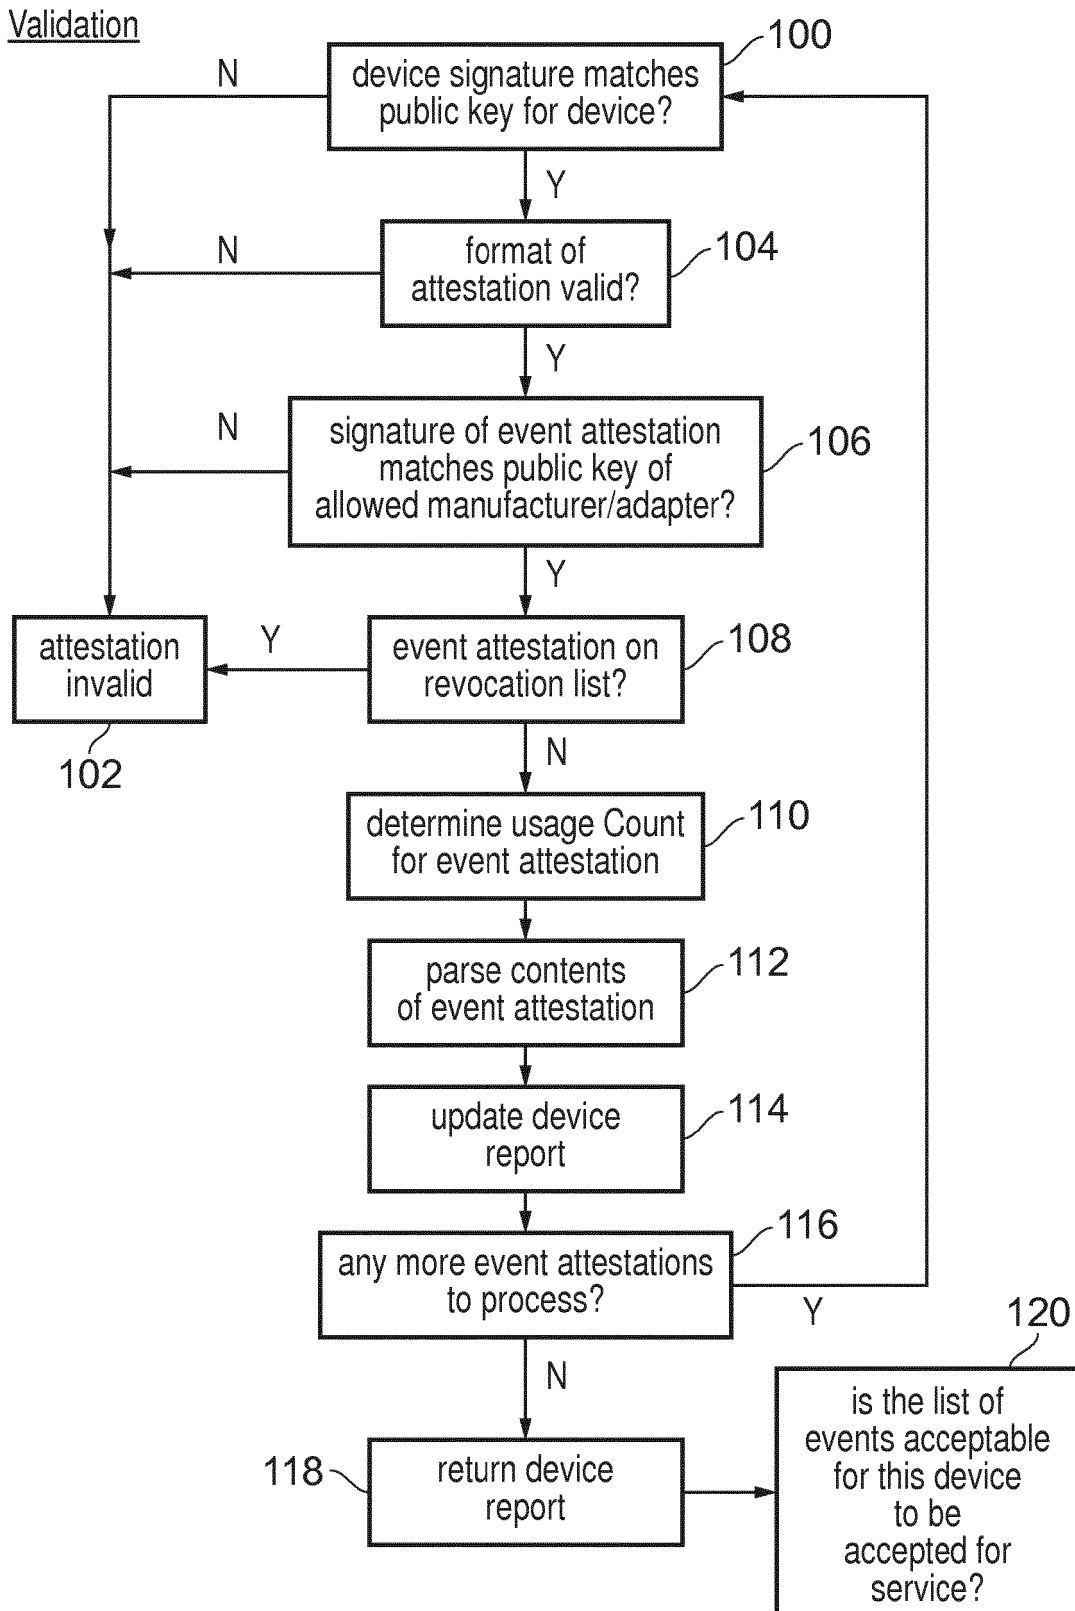 Validation
100
N
device signature matches
public key for device?
Y
N
format of
attestation valid?
104
Y
N
signature of event attestation
matches public key of
allowed manufacturer/adapter?
106
Y
attestation
invalid
102
Y
event attestation on
revocation list?
108
N
determine usage Count
for event attestation
110
parse contents
of event attestation
112
update device
report
114
any more event attestations
to process?
116
Y
N
118
return device
report
120
is the list of
events acceptable
for this device
to be
accepted for
service?